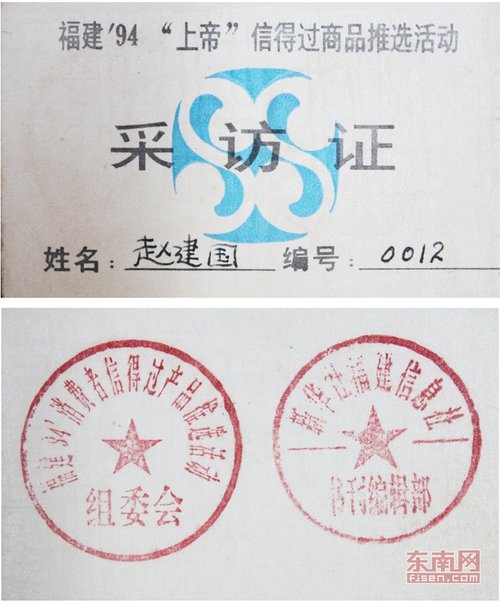 福建'94 “上帝”信得过商品推选活动
采访证
姓名: 赵建国 编号: 0012
福建'94'消费者信得过产品推选活动
组委会
新华社福建信息社
书刊编辑部
东南网
fjsen.com